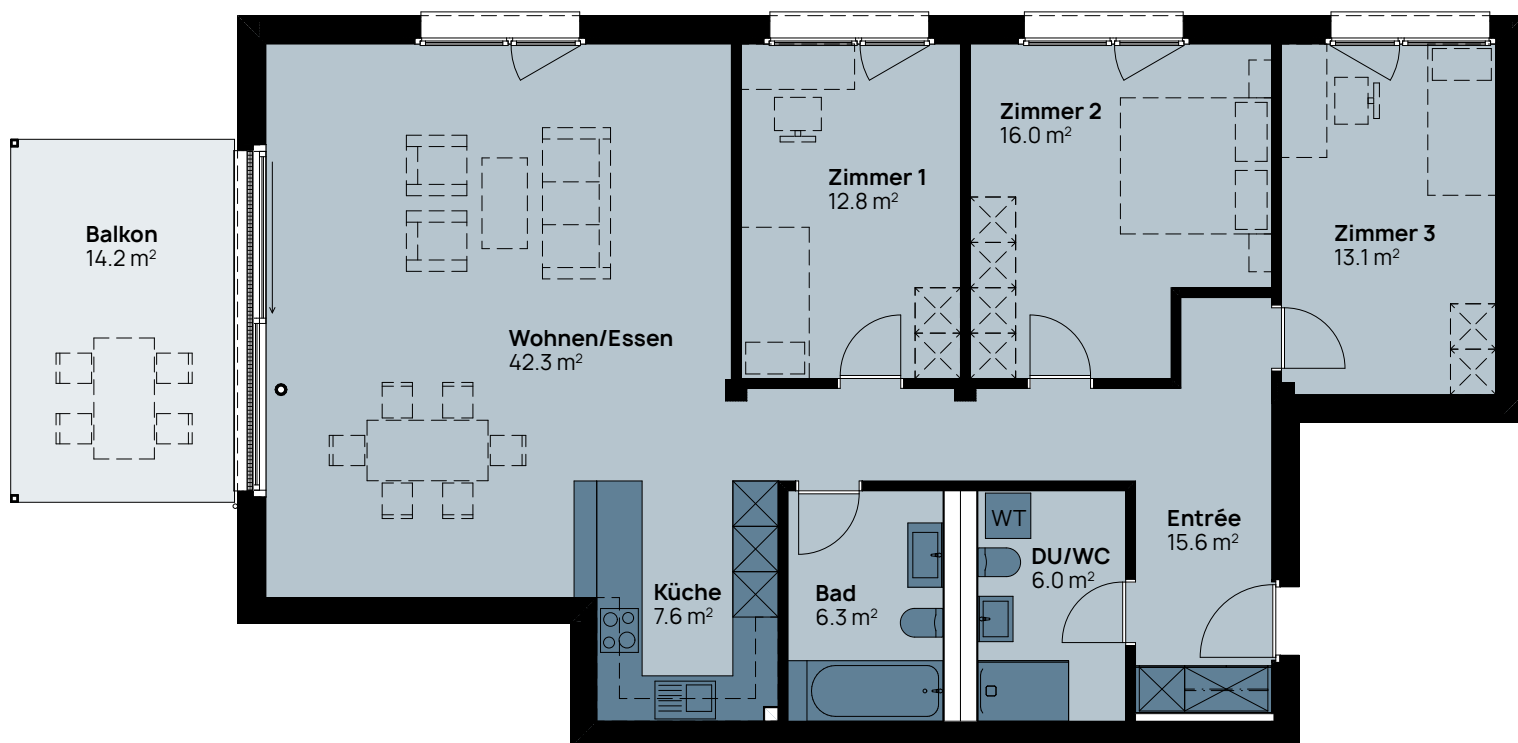 Zimmer 2
16.0 m²
Zimmer 1
12.8 m²
Balkon
14.2 m²
Zimmer 3
13.1 m²
Wohnen/Essen
42.3 m²
WT
Entrée
15.6 m²
DU/WC
6.0 m²
Küche
7.6 m²
Bad
6.3 m²